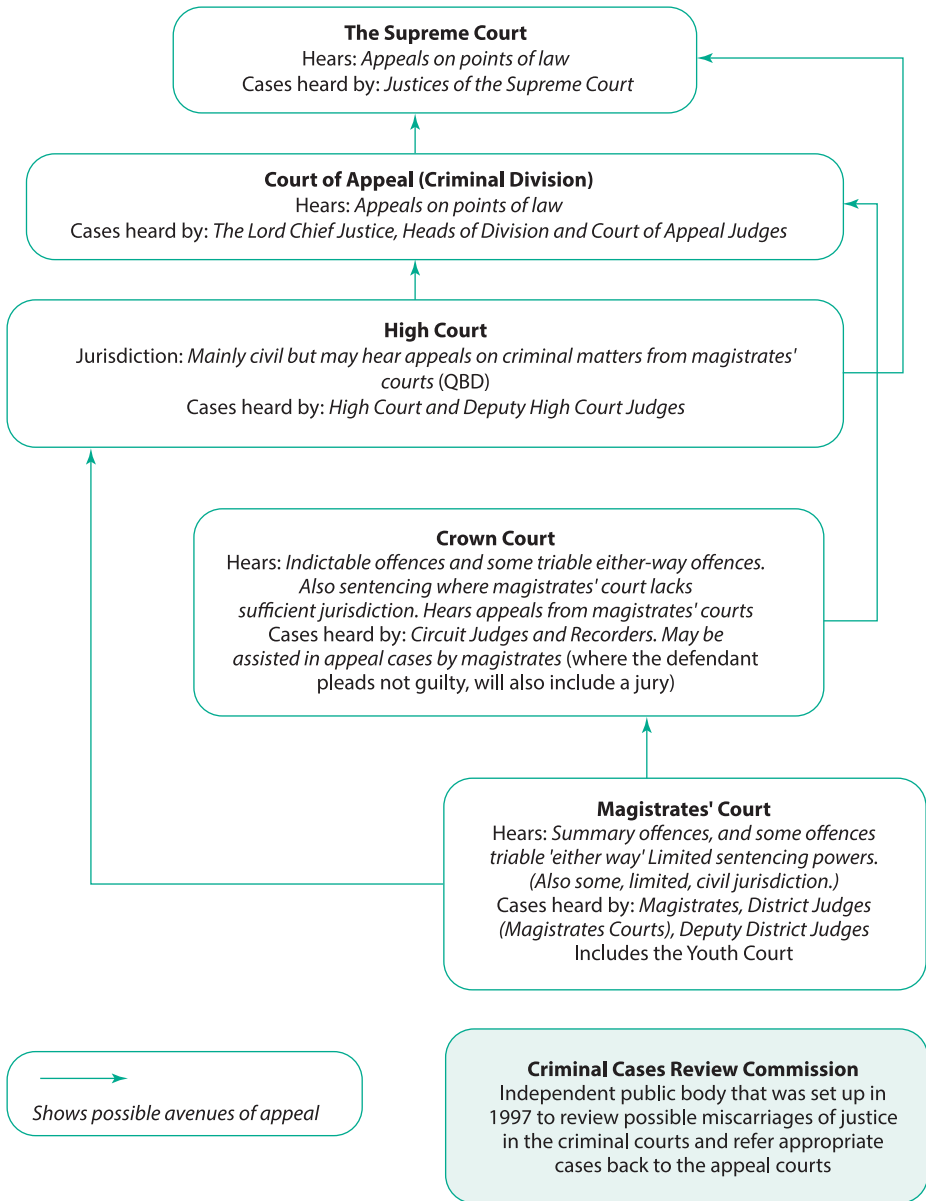 The Supreme Court
Hears: Appeals on points of law
Cases heard by: Justices of the Supreme Court
Court of Appeal (Criminal Division)
Hears: Appeals on points of law
Cases heard by: The Lord Chief Justice, Heads of Division and Court of Appeal Judges
High Court
Jurisdiction: Mainly civil but may hear appeals on criminal matters from magistrates'
courts (QBD)
Cases heard by: High Court and Deputy High Court Judges
Crown Court
Hears: Indictable offences and some triable either-way offences.
Also sentencing where magistrates' court lacks
sufficient jurisdiction. Hears appeals from magistrates' courts
Cases heard by: Circuit Judges and Recorders. May be
assisted in appeal cases by magistrates (where the defendant
pleads not guilty, will also include a jury)
Magistrates' Court
Hears: Summary offences, and some offences
triable 'either way' Limited sentencing powers.
(Also some, limited, civil jurisdiction.)
Cases heard by: Magistrates, District Judges
(Magistrates Courts), Deputy District Judges
Includes the Youth Court
Shows possible avenues of appeal
Criminal Cases Review Commission
Independent public body that was set up in
1997 to review possible miscarriages of justice
in the criminal courts and refer appropriate
cases back to the appeal courts